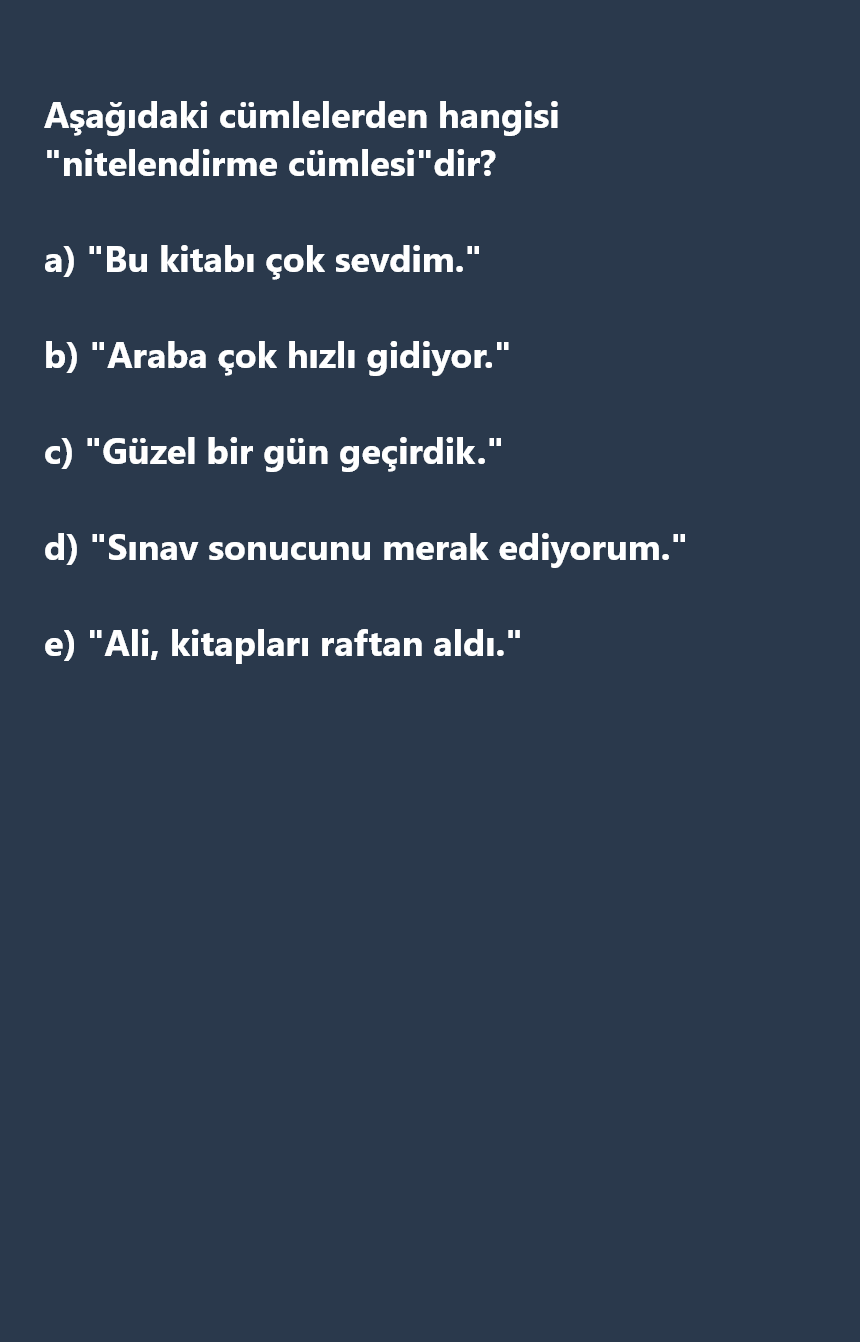 Aşağıdaki cümlelerden hangisi
"nitelendirme cümlesi"dir?
a) "Bu kitabı çok sevdim."
b) "Araba çok hızlı gidiyor."
c) "Güzel bir gün geçirdik."
d) "Sınav sonucunu merak ediyorum."
e) "Ali, kitapları raftan aldı."